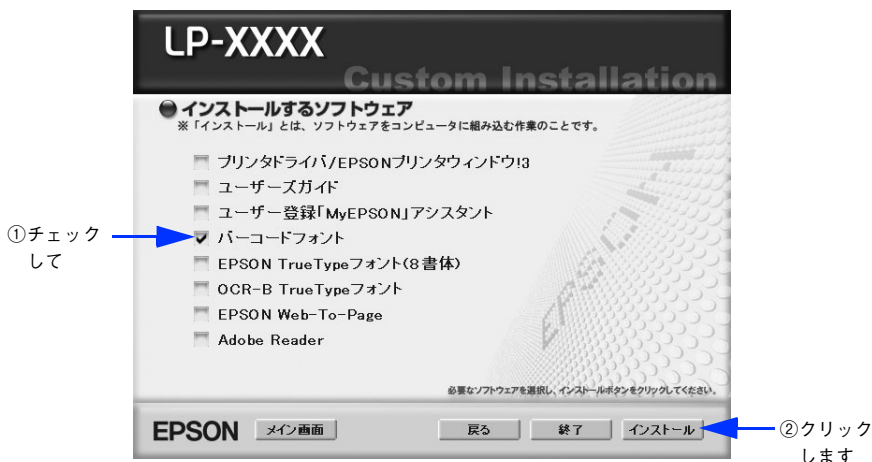 LP-XXXX
Custom Installation
インストールするソフトウェア
※「インストール」とは、ソフトウェアをコンピュータに組み込む作業のことです。
プリンタドライバ/EPSONプリンタウィンドウ!3
ユーザーズガイド
ユーザー登録「MyEPSON」アシスタント
①チェック
して
バーコードフォント
EPSON TrueTypeフォント(8書体)
OCR-B TrueTypeフォント
EPSON Web-To-Page
Adobe Reader
EPSON
必要なソフトウェアを選択し、インストールボタンをクリックしてください。
EPSON
メイン画面
戻る
終了
インストール
②クリック
します